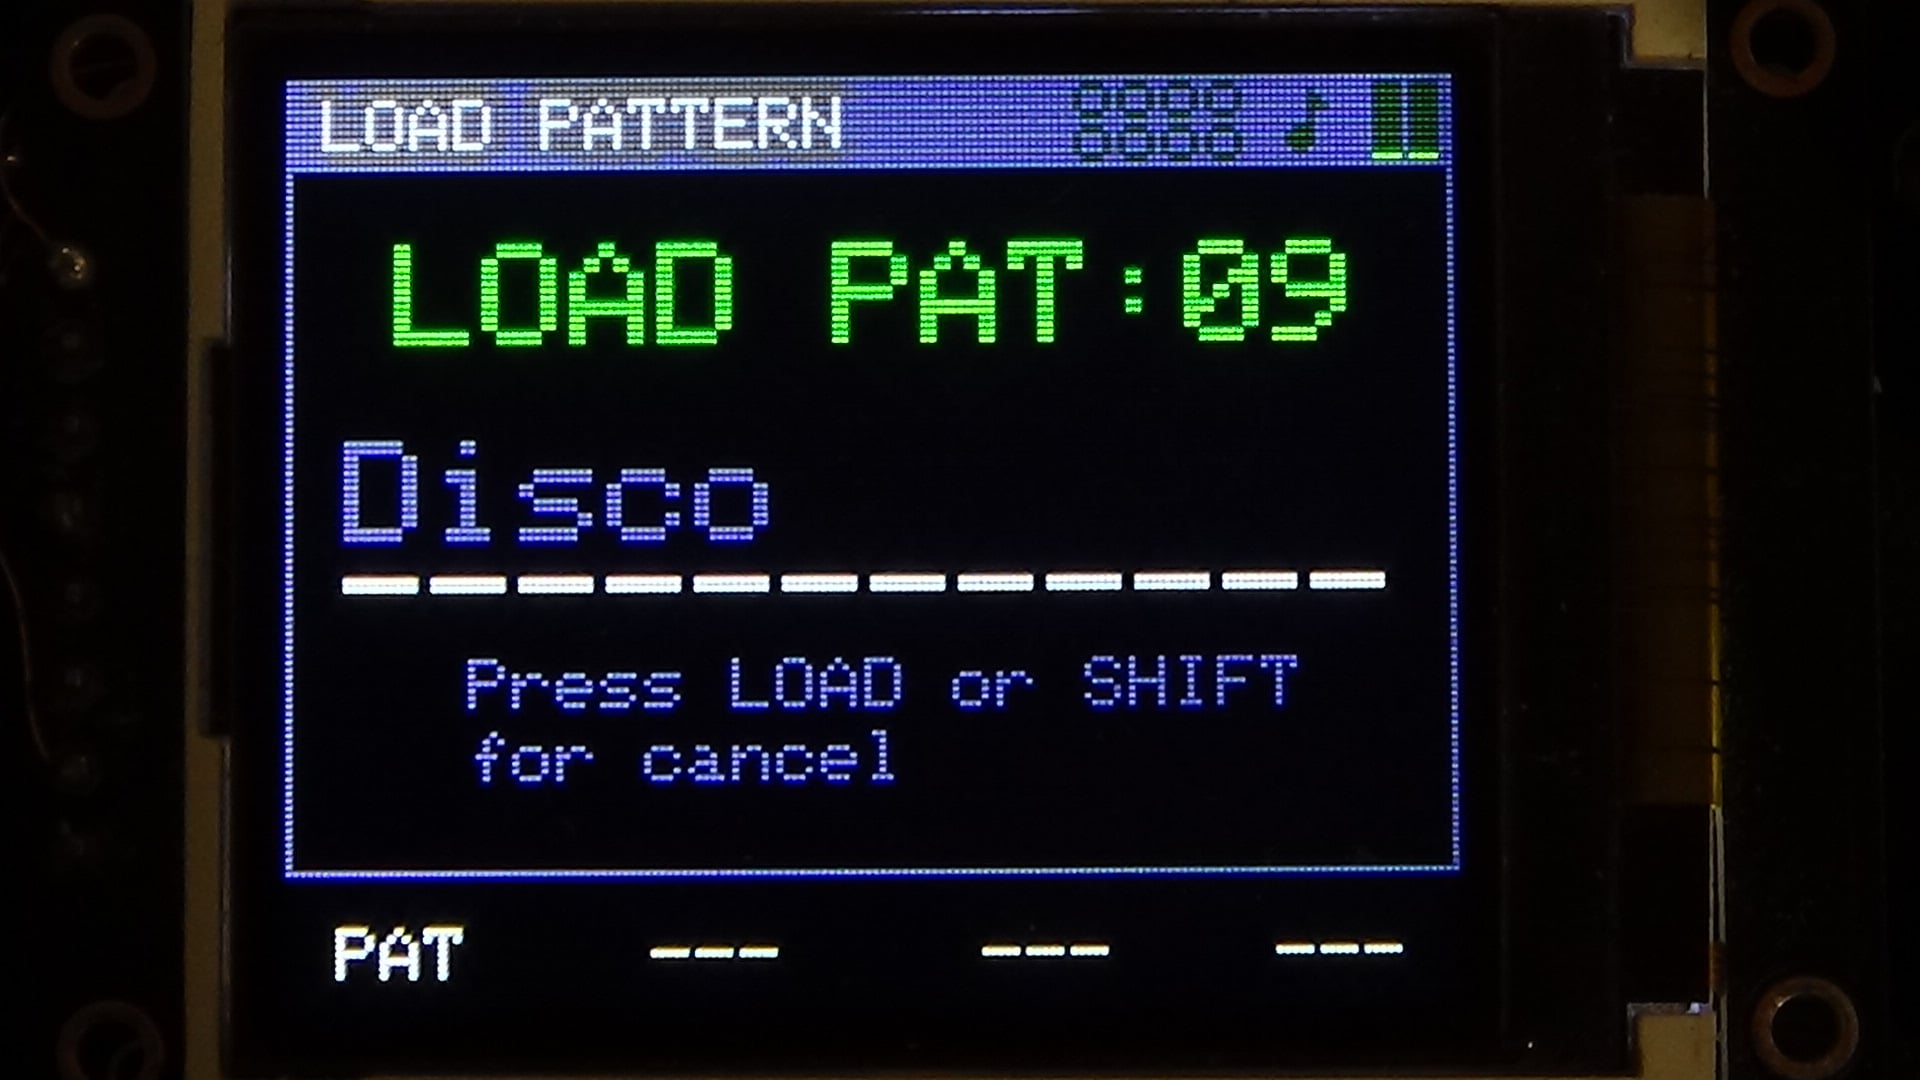 LOAD PATTERN
LOAD PAT:09
Disco
Press LOAD or SHIFT
for cancel
PAT --- --- ---